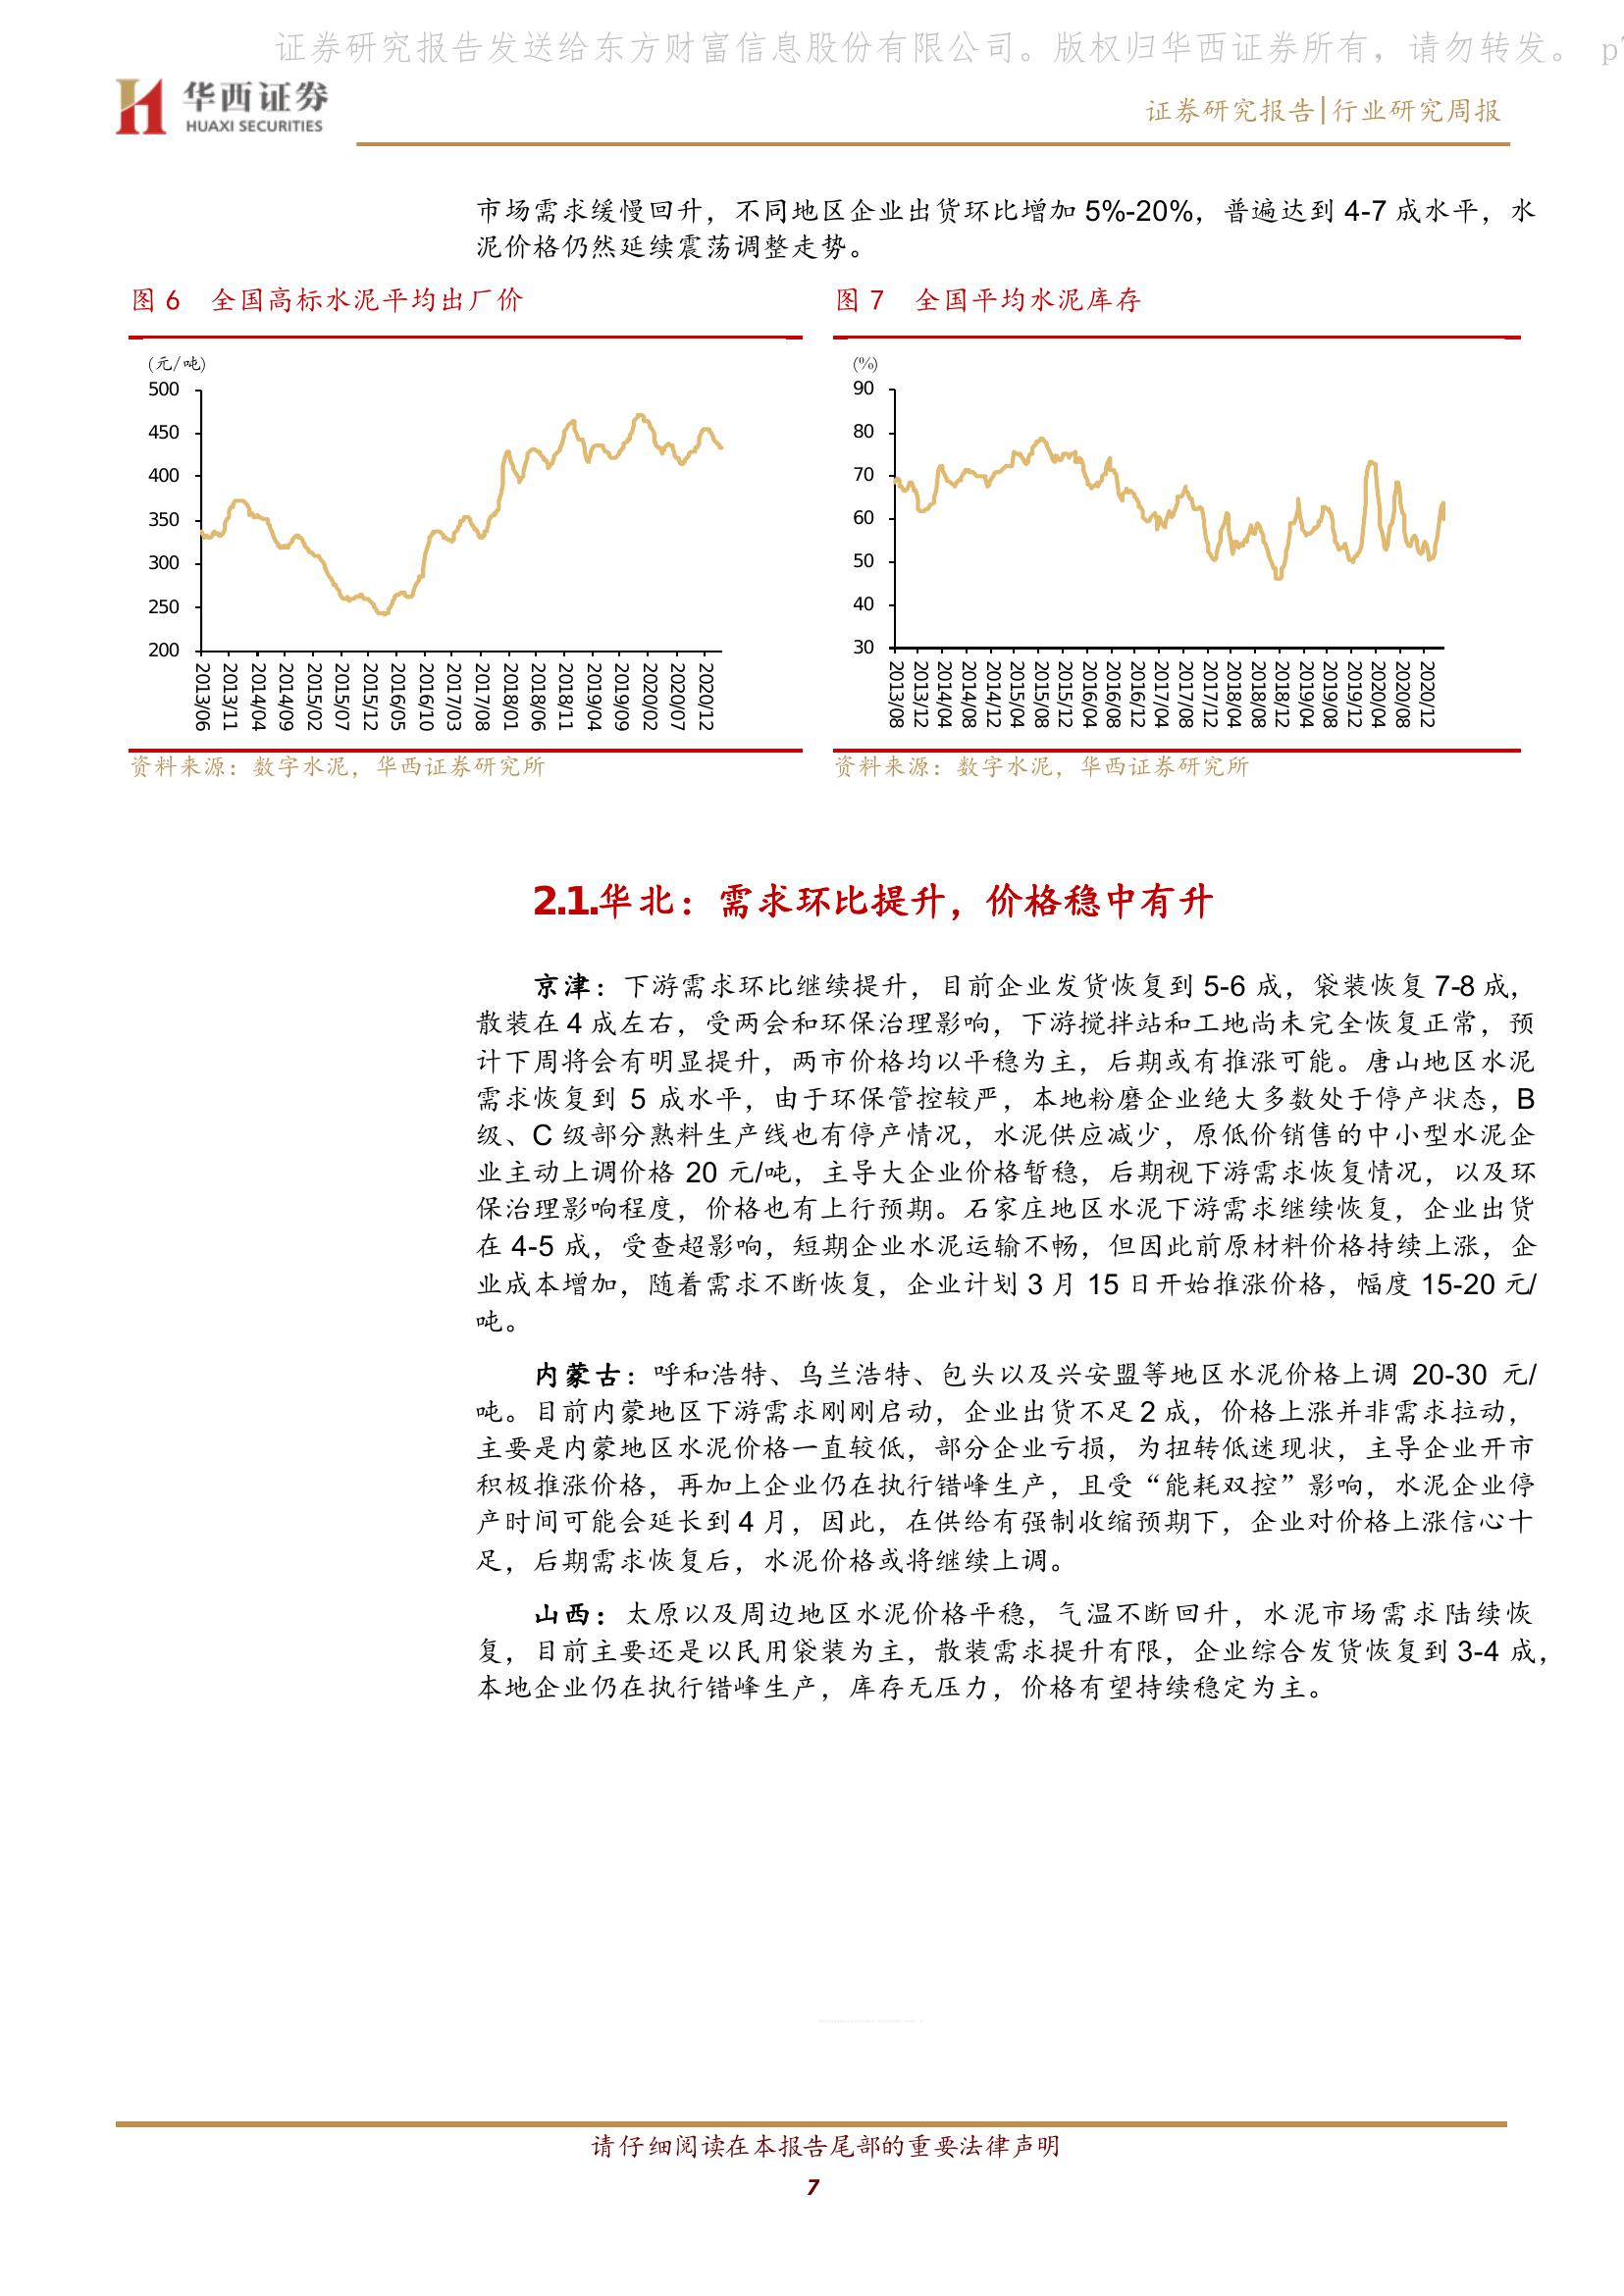 证券研究报告发送给东方财富信息股份有限公司。版权归华西证券所有，请勿转发。 p
华西证券
HUAXI SECURITIES
证券研究报告|行业研究周报
市场需求缓慢回升，不同地区企业出货环比增加 5%-20%，普遍达到 4-7 成水平，水
泥价格仍然延续震荡调整走势。
图 6 全国高标水泥平均出厂价
(元/吨)
500
450
400
350
300
250
200
2013/06
2013/11
2014/04
2014/09
2015/02
2015/07
2015/12
2016/05
2016/10
2017/03
2017/08
2018/01
2018/06
2018/11
2019/04
2019/09
2020/02
2020/07
2020/12
资料来源：数字水泥，华西证券研究所
图 7 全国平均水泥库存
(%)
90
80
70
60
50
40
30
2013/08
2013/12
2014/04
2014/08
2014/12
2015/04
2015/08
2015/12
2016/04
2016/08
2016/12
2017/04
2017/08
2017/12
2018/04
2018/08
2018/12
2019/04
2019/08
2019/12
2020/04
2020/08
2020/12
资料来源：数字水泥，华西证券研究所
2.1.华北：需求环比提升，价格稳中有升
京津：下游需求环比继续提升，目前企业发货恢复到 5-6 成，袋装恢复 7-8 成，
散装在 4 成左右，受两会和环保治理影响，下游搅拌站和工地尚未完全恢复正常，预
计下周将会有明显提升，两市价格均以平稳为主，后期或有推涨可能。唐山地区水泥
需求恢复到 5 成水平，由于环保管控较严，本地粉磨企业绝大多数处于停产状态，B
级、C 级部分熟料生产线也有停产情况，水泥供应减少，原低价销售的中小型水泥企
业主动上调价格 20 元/吨，主导大企业价格暂稳，后期视下游需求恢复情况，以及环
保治理影响程度，价格也有上行预期。石家庄地区水泥下游需求继续恢复，企业出货
在 4-5 成，受查超影响，短期企业水泥运输不畅，但因此前原材料价格持续上涨，企
业成本增加，随着需求不断恢复，企业计划 3 月 15 日开始推涨价格，幅度 15-20 元/
吨。
内蒙古：呼和浩特、乌兰浩特、包头以及兴安盟等地区水泥价格上调 20-30 元/
吨。目前内蒙地区下游需求刚刚启动，企业出货不足 2 成，价格上涨并非需求拉动，
主要是内蒙地区水泥价格一直较低，部分企业亏损，为扭转低迷现状，主导企业开市
积极推涨价格，再加上企业仍在执行错峰生产，且受“能耗双控”影响，水泥企业停
产时间可能会延长到 4 月，因此，在供给有强制收缩预期下，企业对价格上涨信心十
足，后期需求恢复后，水泥价格或将继续上调。
山西：太原以及周边地区水泥价格平稳，气温不断回升，水泥市场需求陆续恢
复，目前主要还是以民用袋装为主，散装需求提升有限，企业综合发货恢复到 3-4 成，
本地企业仍在执行错峰生产，库存无压力，价格有望持续稳定为主。
请仔细阅读在本报告尾部的重要法律声明
7